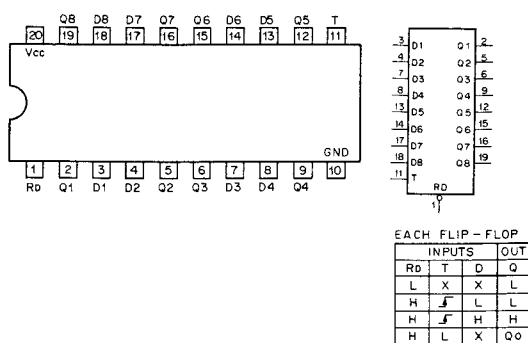 Q8 D8 D7 Q7 Q6 D6 D5 Q5 T
20 19 18 17 16 15 14 13 12 11
Vcc
GND
1 2 3 4 5 6 7 8 9 10
RD Q1 D1 D2 Q2 Q3 D3 D4 Q4
3 D1 Q1 2
4 D2 Q2 5
7 D3 Q3 6
8 D4 Q4 9
13 D5 Q5 12
14 D6 Q6 15
17 D7 Q7 16
18 D8 Q8 19
11 T
RD
1
EACH FLIP-FLOP
INPUTS OUT
RD T D Q
L X X L
H L L
H H H
H L X Q0